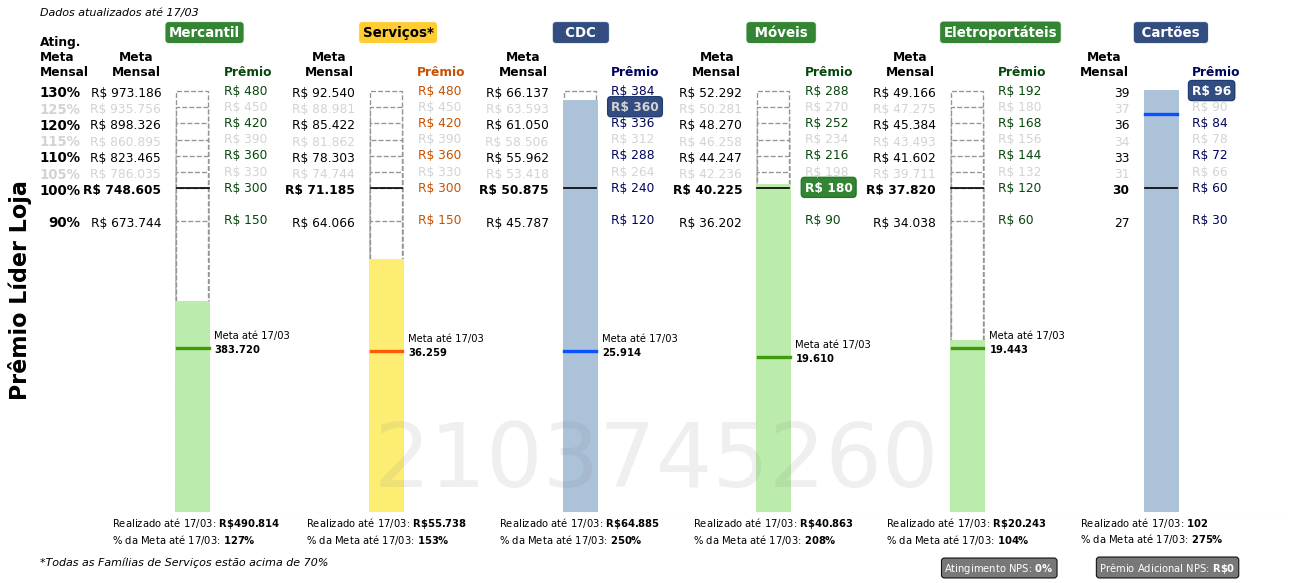 Dados atualizados até 17/03
Mercantil Serviços* CDC Móveis Eletroportáteis Cartões
Ating. Meta Mensal Meta Mensal Prêmio Meta Mensal Prêmio Meta Mensal Prêmio Meta Mensal Prêmio Meta Mensal Prêmio Meta Mensal Prêmio
130% R$ 973.186 R$ 480 R$ 92.540 R$ 480 R$ 66.137 R$ 384 R$ 52.292 R$ 288 R$ 49.166 R$ 192 39 R$ 96
125% R$ 935.756 R$ 450 R$ 88.981 R$ 450 R$ 63.593 R$ 360 R$ 50.281 R$ 270 R$ 47.275 R$ 180 37 R$ 90
120% R$ 898.326 R$ 420 R$ 85.422 R$ 420 R$ 61.050 R$ 336 R$ 48.270 R$ 252 R$ 45.384 R$ 168 36 R$ 84
115% R$ 860.895 R$ 390 R$ 81.862 R$ 390 R$ 58.506 R$ 312 R$ 46.258 R$ 234 R$ 43.493 R$ 156 34 R$ 78
110% R$ 823.465 R$ 360 R$ 78.303 R$ 360 R$ 55.962 R$ 288 R$ 44.247 R$ 216 R$ 41.602 R$ 144 33 R$ 72
105% R$ 786.035 R$ 330 R$ 74.744 R$ 330 R$ 53.418 R$ 264 R$ 42.236 R$ 198 R$ 39.711 R$ 132 31 R$ 66
100% R$ 748.605 R$ 300 R$ 71.185 R$ 300 R$ 50.875 R$ 240 R$ 40.225 R$ 180 R$ 37.820 R$ 120 30 R$ 60
90% R$ 673.744 R$ 150 R$ 64.066 R$ 150 R$ 45.787 R$ 120 R$ 36.202 R$ 90 R$ 34.038 R$ 60 27 R$ 30
Prêmio Líder Loja
Meta até 17/03 Meta até 17/03 Meta até 17/03 Meta até 17/03 Meta até 17/03
383.720 36.259 25.914 19.610 19.443
2103745260
Realizado até 17/03: R$490.814 Realizado até 17/03: R$55.738 Realizado até 17/03: R$64.885 Realizado até 17/03: R$40.863 Realizado até 17/03: R$20.243 Realizado até 17/03: 102
% da Meta até 17/03: 127% % da Meta até 17/03: 153% % da Meta até 17/03: 250% % da Meta até 17/03: 208% % da Meta até 17/03: 104% % da Meta até 17/03: 275%
*Todas as Famílias de Serviços estão acima de 70% Atingimento NPS: 0% Prêmio Adicional NPS: R$0